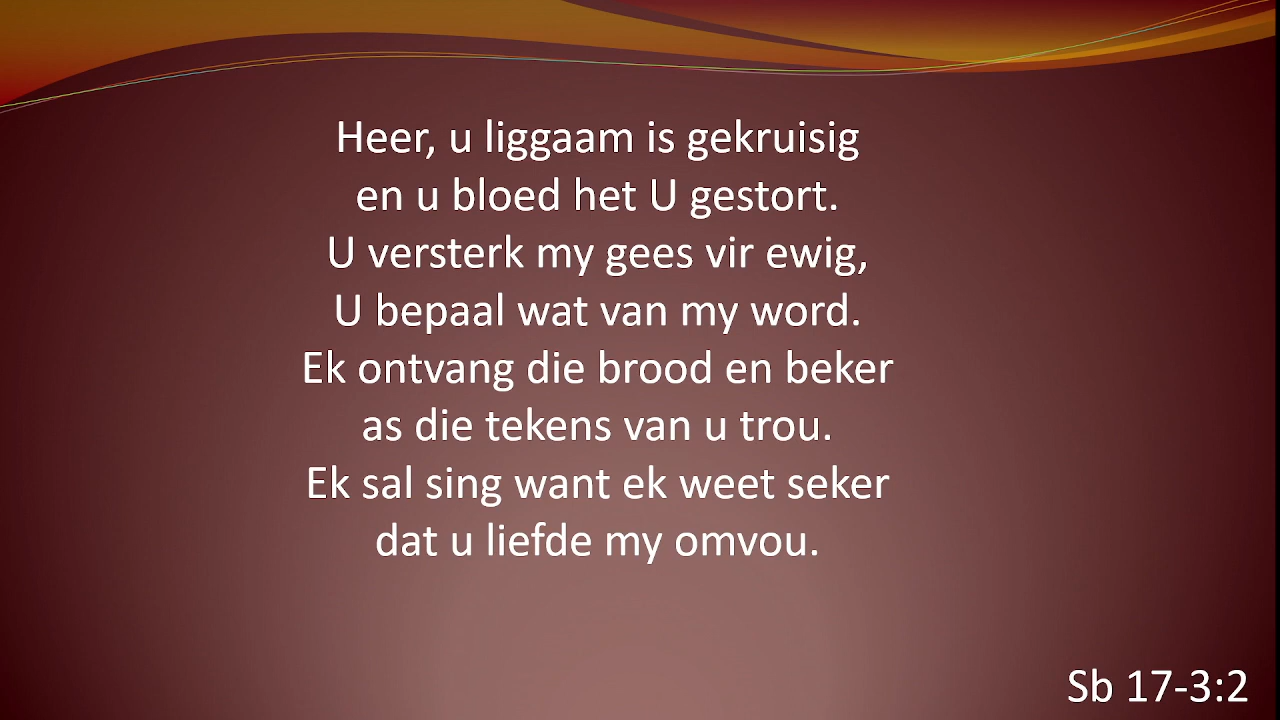 Heer, u liggaam is gekruisig
en u bloed het U gestort.
U versterk my gees vir ewig,
U bepaal wat van my word.
Ek ontvang die brood en beker
as die tekens van u trou.
Ek sal sing want ek weet seker
dat u liefde my omvou.
Sb 17-3:2